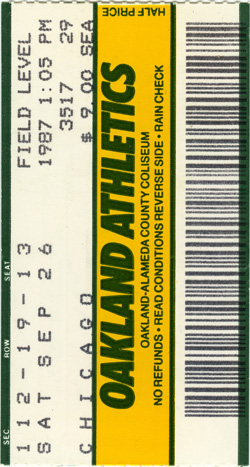 SEC ROW SEAT
112-19-13 FIELD LEVEL
SAT SEP 26 1987 1:05 PM
3517 29
CHICAGO $ 9.00 SEA
HALF PRICE
OAKLAND ATHLETICS
OAKLAND-ALAMEDA COUNTY COLISEUM
NO REFUNDS • READ CONDITIONS REVERSE SIDE • RAIN CHECK